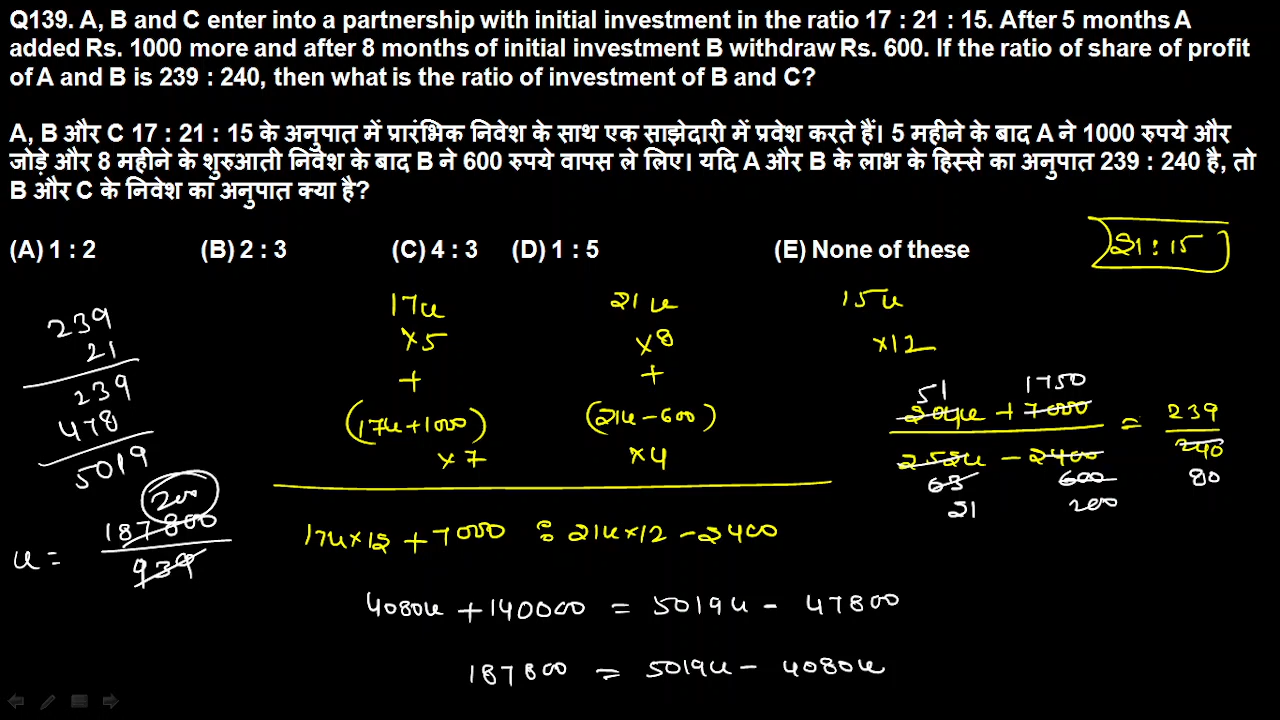 Q139. A, B and C enter into a partnership with initial investment in the ratio 17 : 21 : 15. After 5 months A
added Rs. 1000 more and after 8 months of initial investment B withdraw Rs. 600. If the ratio of share of profit
of A and B is 239 : 240, then what is the ratio of investment of B and C?
A, B और C 17 : 21 : 15 के अनुपात में प्रारंभिक निवेश के साथ एक साझेदारी में प्रवेश करते हैं। 5 महीने के बाद A ने 1000 रुपये और
जोड़े और 8 महीने के शुरुआती निवेश के बाद B ने 600 रुपये वापस ले लिए। यदि A और B के लाभ के हिस्से का अनुपात 239 : 240 है, तो
B और C के निवेश का अनुपात क्या है?
(A) 1 : 2 (B) 2 : 3 (C) 4 : 3 (D) 1 : 5 (E) None of these
21 : 15
17u 21u 15u
×5 ×8 ×12
+ +
(17u+1000) (21u-600)
×7 ×4
17u×12 + 7000 : 21u×12 - 2400
4080u + 140000 = 5019u - 47800
187800 = 5019u - 4080u
239
21
239
478
5019
200
u = 187800
939
51 1750
204u + 7000 = 239
252u - 2400 240
63 600 80
21 200